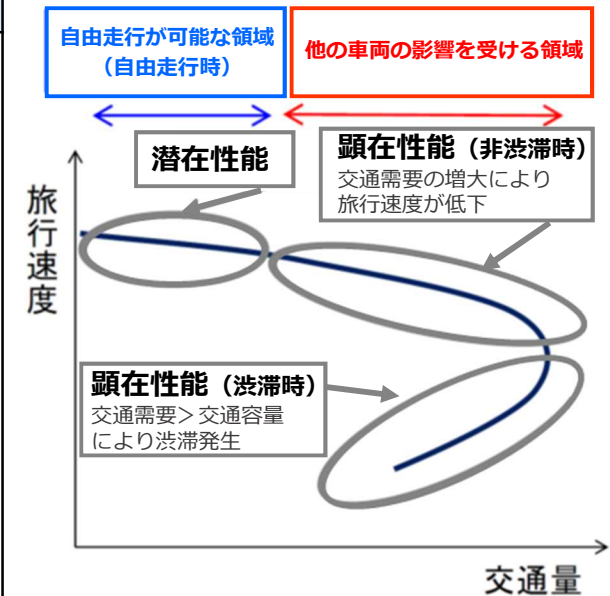 自由走行が可能な領域
（自由走行時）
他の車両の影響を受ける領域
潜在性能
顕在性能（非渋滞時）
交通需要の増大により
旅行速度が低下
旅行速度
顕在性能（渋滞時）
交通需要＞交通容量
により渋滞発生
交通量